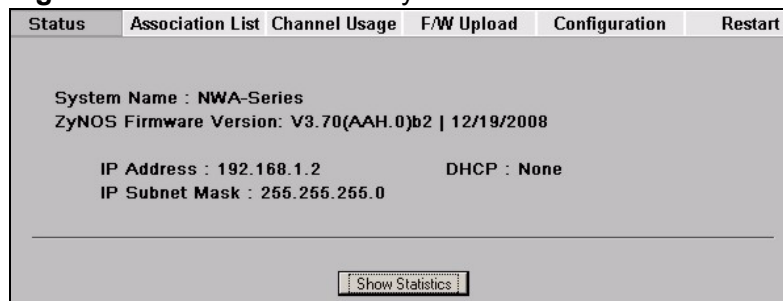 Status Association List Channel Usage F/W Upload Configuration Restart
System Name : NWA-Series
ZyNOS Firmware Version: V3.70(AAH.0)b2 | 12/19/2008
IP Address : 192.168.1.2 DHCP : None
IP Subnet Mask : 255.255.255.0
Show Statistics